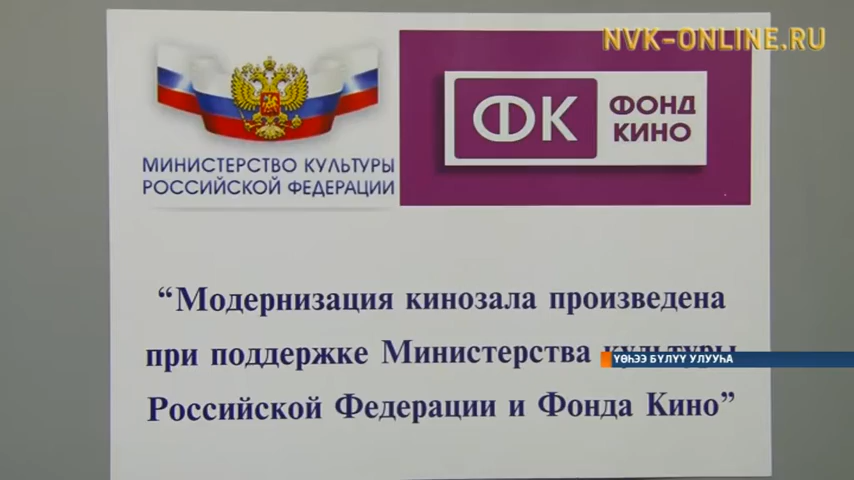 NVK-ONLINE.RU
МИНИСТЕРСТВО КУЛЬТУРЫ
РОССИЙСКОЙ ФЕДЕРАЦИИ
ФК
ФОНД
КИНО
“Модернизация кинозала произведена
при поддержке Министерства культуры
Российской Федерации и Фонда Кино”
ҮӨҺЭЭ БҮЛҮҮ УЛУУҺА